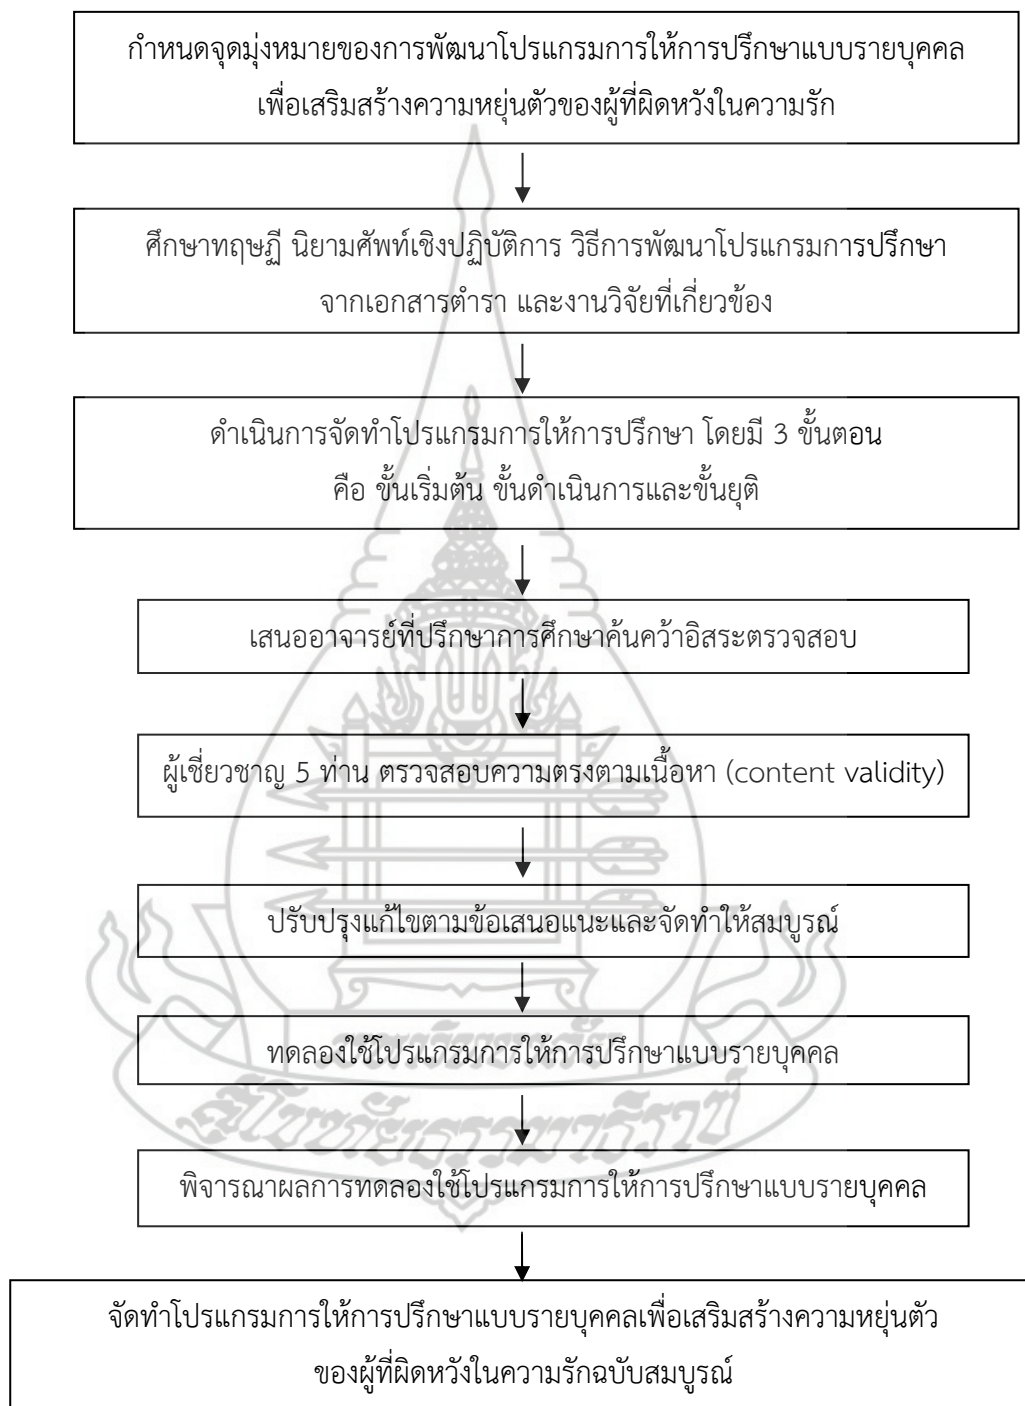 กำหนดจุดมุ่งหมายของการพัฒนาโปรแกรมการให้การปรึกษาแบบรายบุคคล
เพื่อเสริมสร้างความหยุ่นตัวของผู้ที่ผิดหวังในความรัก
ศึกษาทฤษฎี นิยามศัพท์เชิงปฏิบัติการ วิธีการพัฒนาโปรแกรมการปรึกษา
จากเอกสารตำรา และงานวิจัยที่เกี่ยวข้อง
ดำเนินการจัดทำโปรแกรมการให้การปรึกษา โดยมี 3 ขั้นตอน
คือ ขั้นเริ่มต้น ขั้นดำเนินการและขั้นยุติ
เสนออาจารย์ที่ปรึกษาการศึกษาค้นคว้าอิสระตรวจสอบ
ผู้เชี่ยวชาญ 5 ท่าน ตรวจสอบความตรงตามเนื้อหา (content validity)
ปรับปรุงแก้ไขตามข้อเสนอแนะและจัดทำให้สมบูรณ์
มหาวิทยาลัย
ทดลองใช้โปรแกรมการให้การปรึกษาแบบรายบุคคล
สุโขทัยธรรมาธิราช
พิจารณาผลการทดลองใช้โปรแกรมการให้การปรึกษาแบบรายบุคคล
จัดทำโปรแกรมการให้การปรึกษาแบบรายบุคคลเพื่อเสริมสร้างความหยุ่นตัว
ของผู้ที่ผิดหวังในความรักฉบับสมบูรณ์